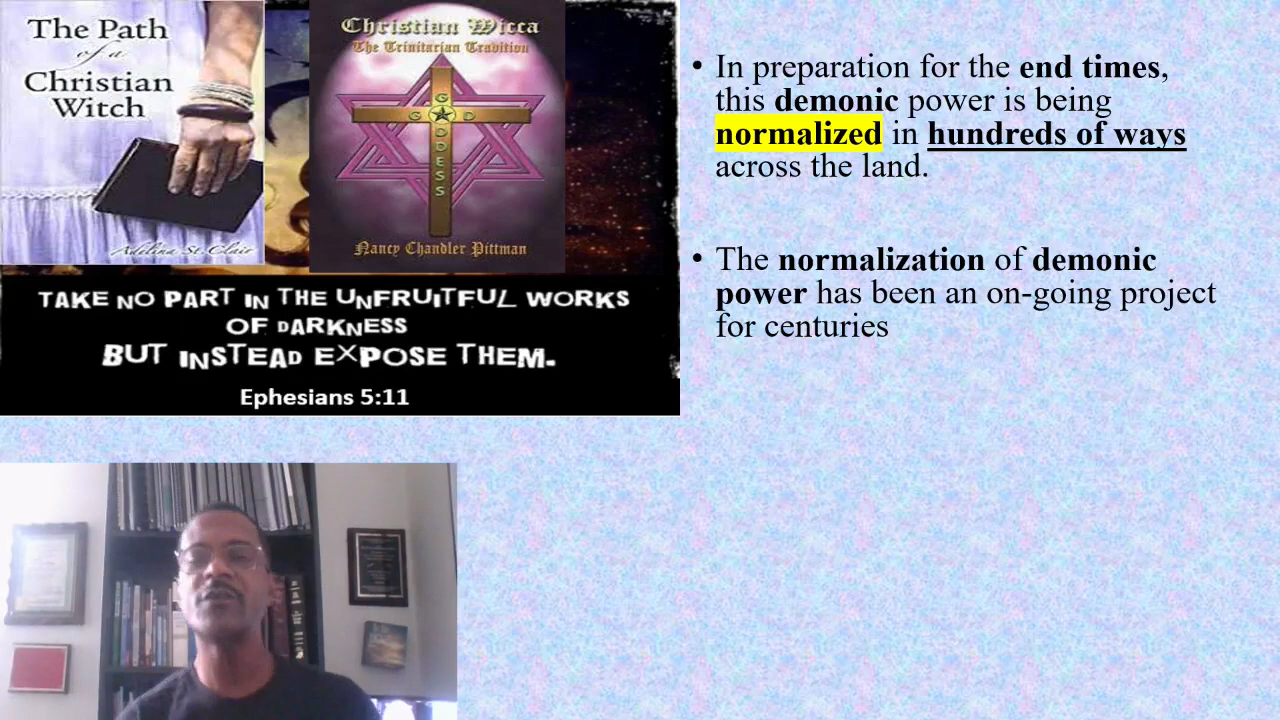 The Path
of a
Christian
Witch
Adelina St. Clair
Christian Wicca
The Trinitarian Tradition
GODDESS
G D
Nancy Chandler Pittman
TAKE NO PART IN THE UNFRUITFUL WORKS
OF DARKNESS
BUT INSTEAD EXPOSE THEM.
Ephesians 5:11
• In preparation for the end times,
this demonic power is being
normalized in hundreds of ways
across the land.
• The normalization of demonic
power has been an on-going project
for centuries